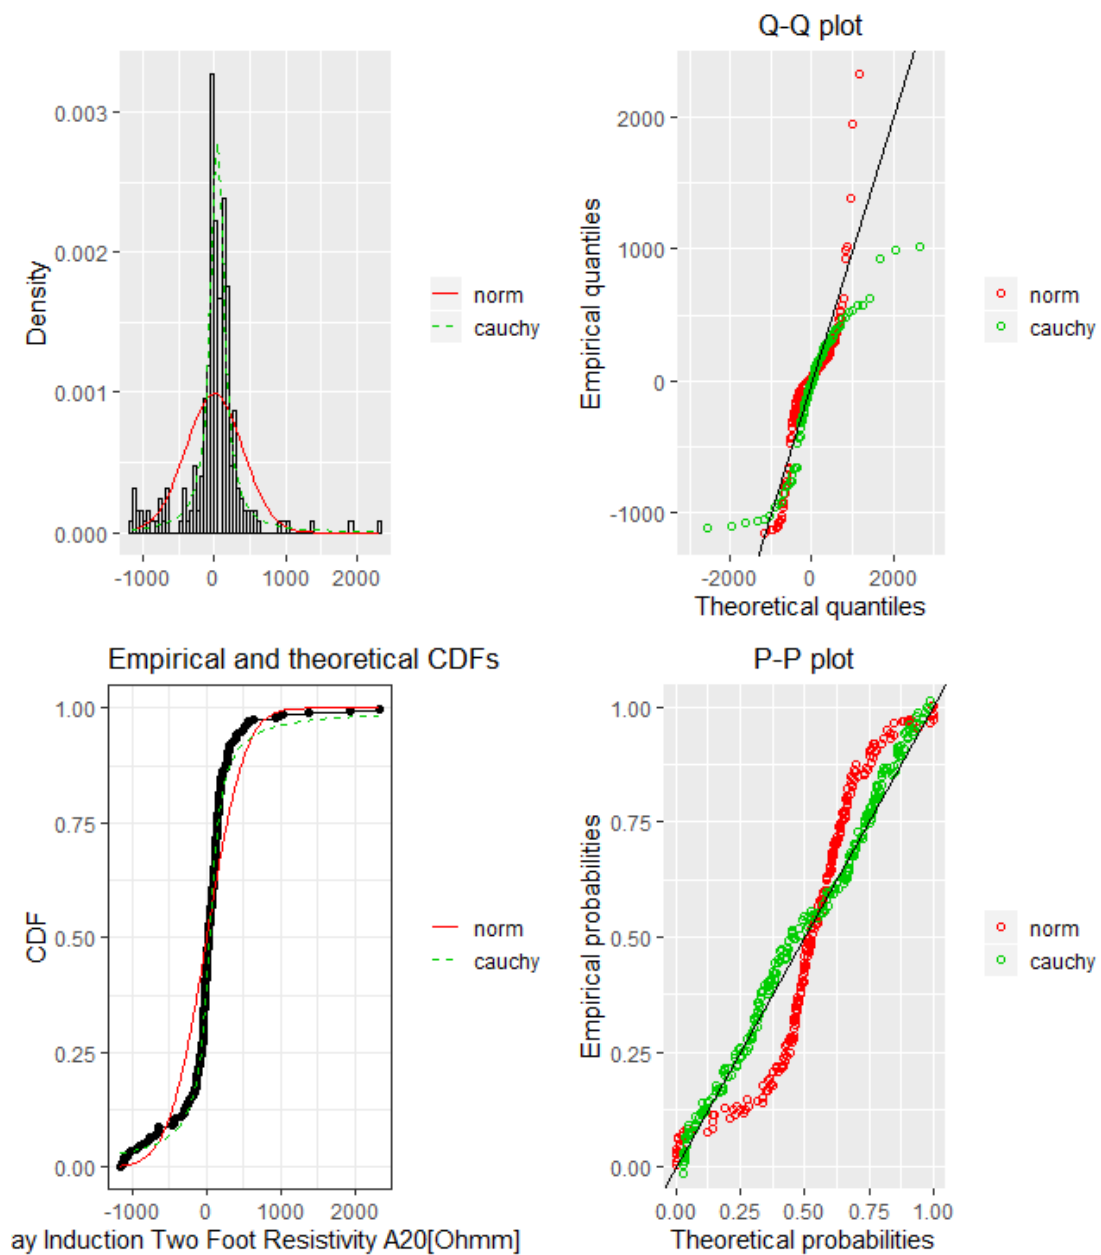 0.003
0.002
0.001
0.000
Density
-1000 0 1000 2000
norm
cauchy
Q-Q plot
2000
1000
0
-1000
Empirical quantiles
-2000 0 2000
Theoretical quantiles
norm
cauchy
Empirical and theoretical CDFs
1.00
0.75
0.50
0.25
0.00
CDF
-1000 0 1000 2000
ay Induction Two Foot Resistivity A20[Ohmm]
norm
cauchy
P-P plot
1.00
0.75
0.50
0.25
0.00
Empirical probabilities
0.00 0.25 0.50 0.75 1.00
Theoretical probabilities
norm
cauchy